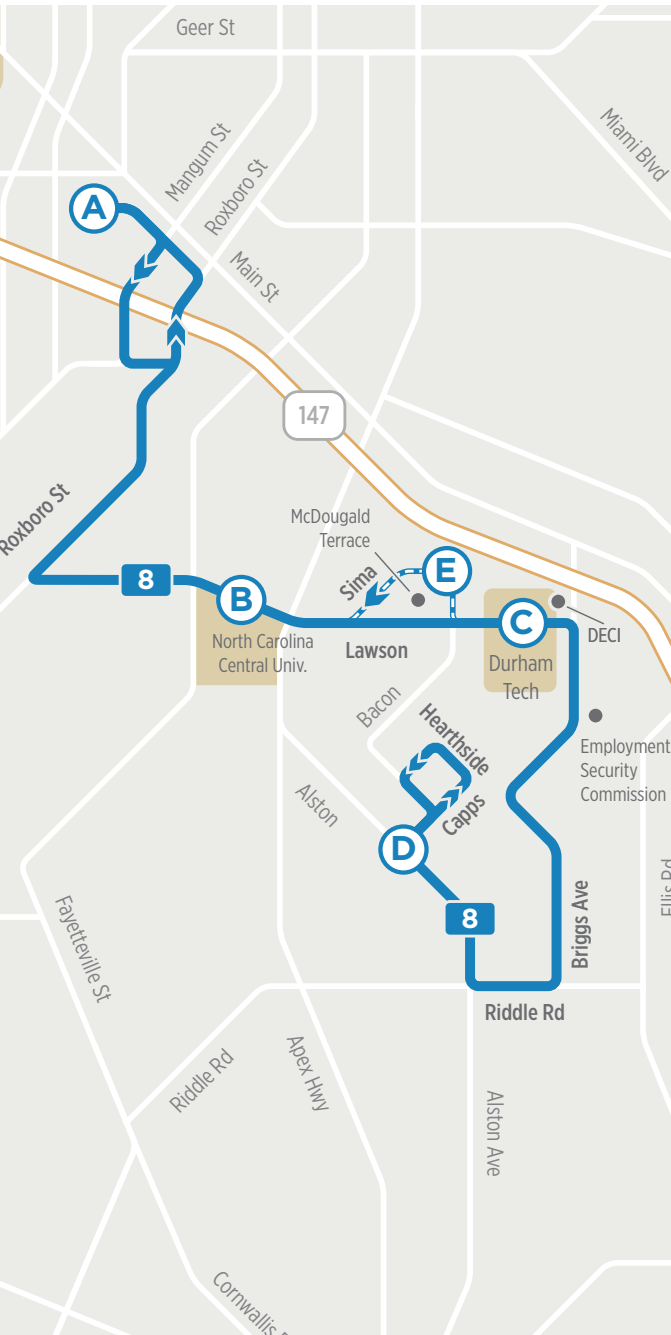 Geer St
Miami Blvd
Mangum St
Roxboro St
A
Main St
147
Roxboro St
McDougald
Terrace
Sima
E
8
B
C
DECI
North Carolina
Central Univ.
Lawson
Durham
Tech
Bacon
Hearthside
Employment
Security
Commission
Capps
Alston
D
Ellis Rd
8
Briggs Ave
Fayetteville St
Riddle Rd
Riddle Rd
Apex Hwy
Alston Ave
Cornwallis